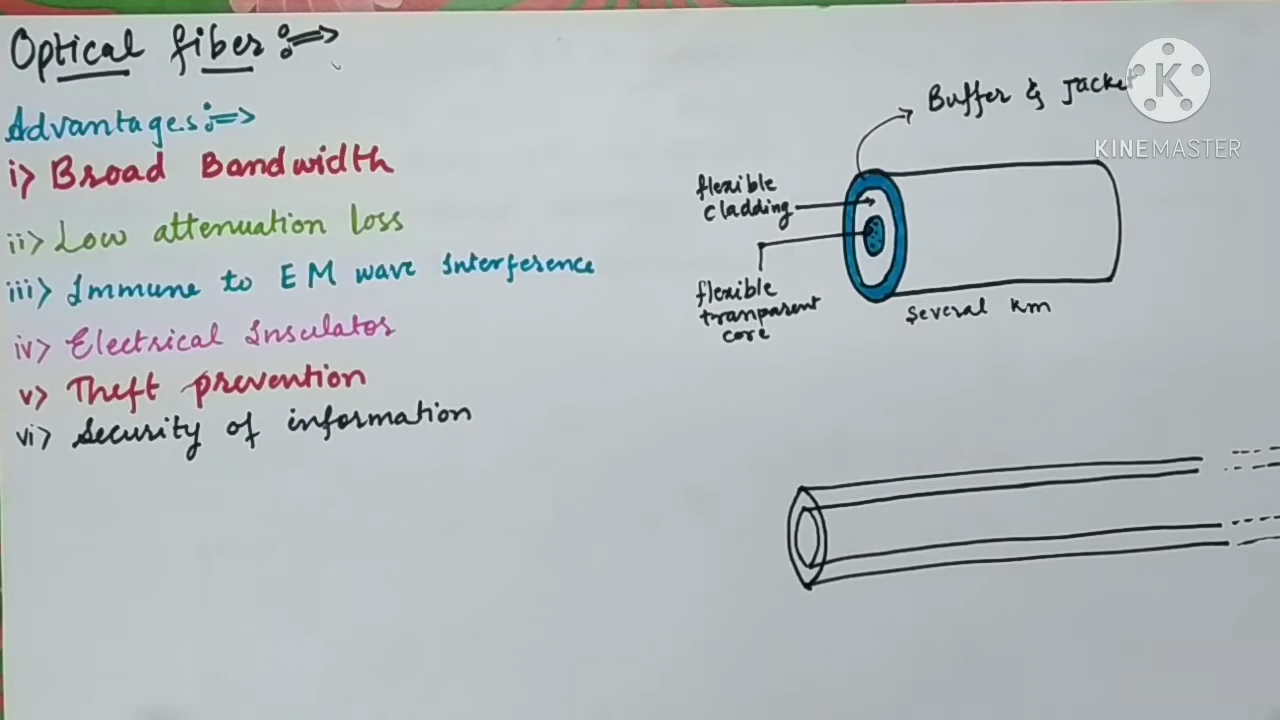 Optical fiber :⇒
Advantages :⇒
i> Broad Bandwidth
ii> Low attenuation loss
iii> Immune to EM wave Interference
iv> Electrical Insulator
v> Theft prevention
vi> Security of information
Buffer & Jacket
flexible
cladding
flexible
tranparent
core
Several Km
K
KINEMASTER